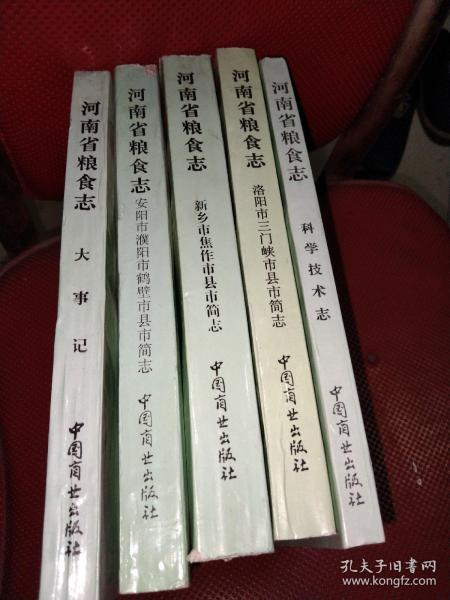 河南省粮食志
大事记
中国商业出版社
河南省粮食志
安阳市濮阳市鹤壁市县市简志
中国商业出版社
河南省粮食志
新乡市焦作市县市简志
中国商业出版社
河南省粮食志
洛阳市三门峡市县市简志
中国商业出版社
河南省粮食志
科学技术志
中国商业出版社
孔夫子旧书网
www.kongfz.com